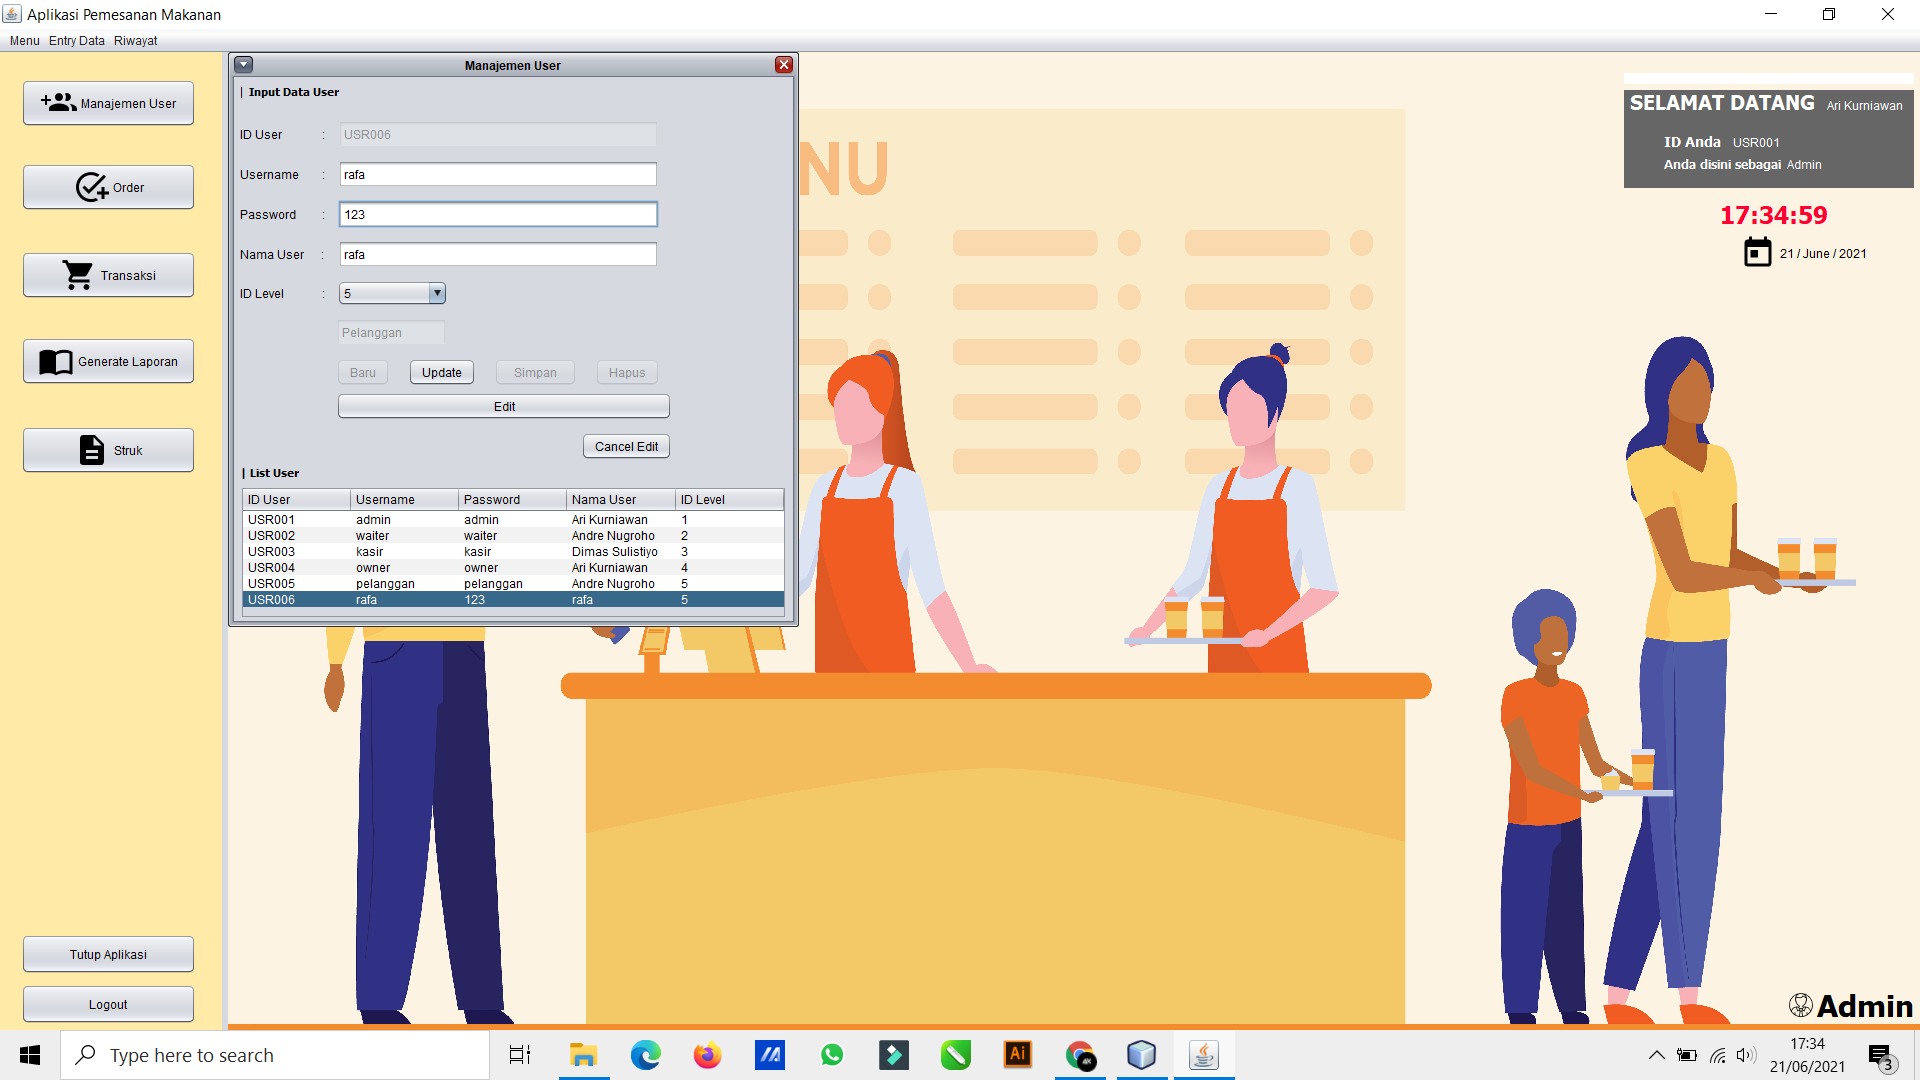 Aplikasi Pemesanan Makanan
Menu Entry Data Riwayat
Manajemen User
Order
Transaksi
Generate Laporan
Struk
Tutup Aplikasi
Logout
Manajemen User
| Input Data User
ID User : USR006
Username : rafa
Password : 123
Nama User : rafa
ID Level : 5
Pelanggan
Baru Update Simpan Hapus
Edit
Cancel Edit
| List User
ID User Username Password Nama User ID Level
USR001 admin admin Ari Kurniawan 1
USR002 waiter waiter Andre Nugroho 2
USR003 kasir kasir Dimas Sulistiyo 3
USR004 owner owner Ari Kurniawan 4
USR005 pelanggan pelanggan Andre Nugroho 5
USR006 rafa 123 rafa 5
NU
SELAMAT DATANG Ari Kurniawan
ID Anda USR001
Anda disini sebagai Admin
17:34:59
21 / June / 2021
Admin
Type here to search
Ai
17:34
21/06/2021
3